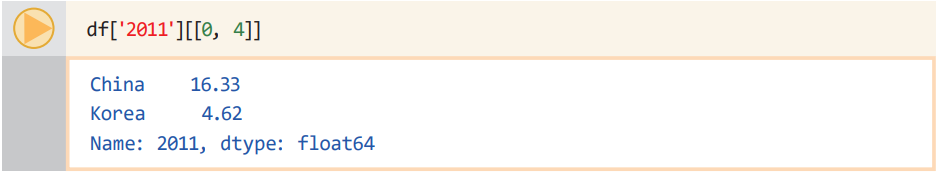 df['2011'][[0, 4]]
China    16.33
Korea     4.62
Name: 2011, dtype: float64